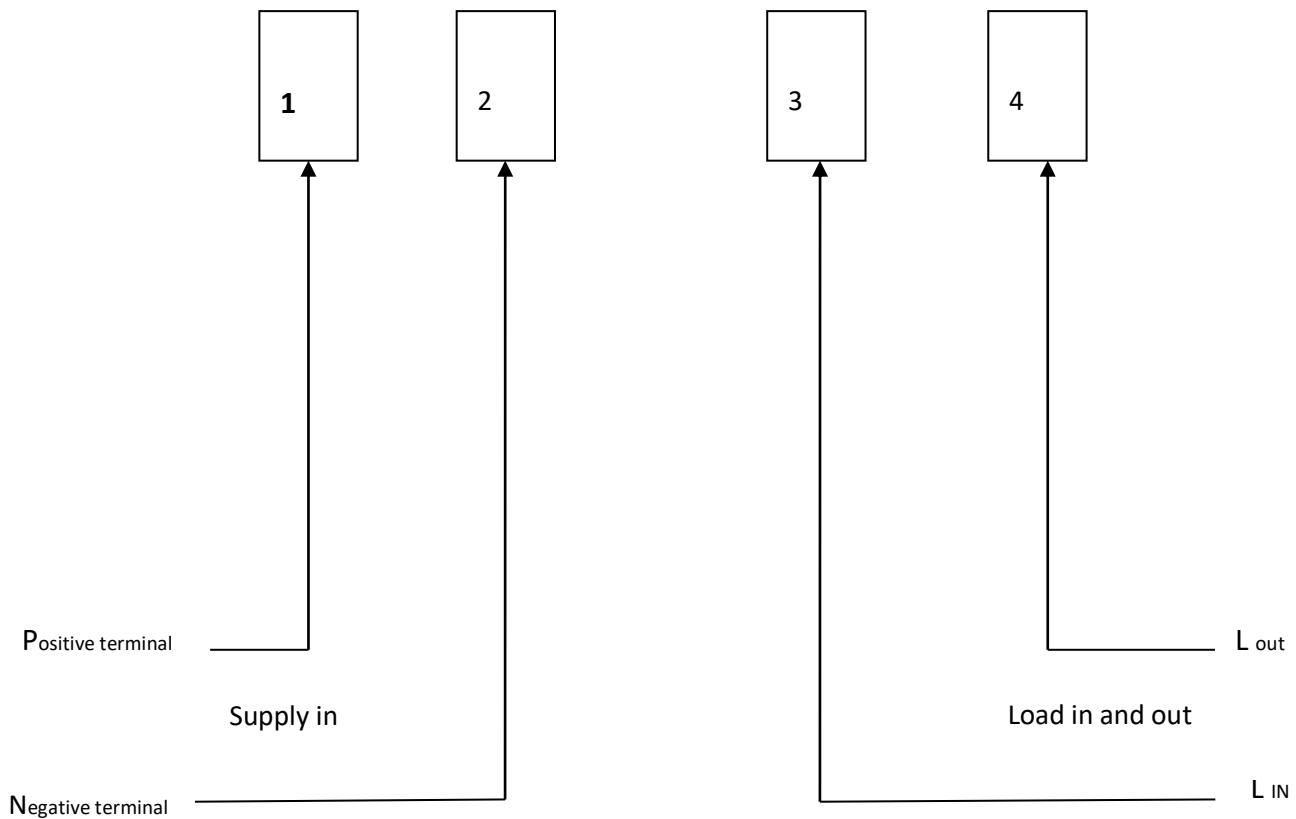 1 2 3 4
Positive terminal L out
Supply in Load in and out
Negative terminal L IN